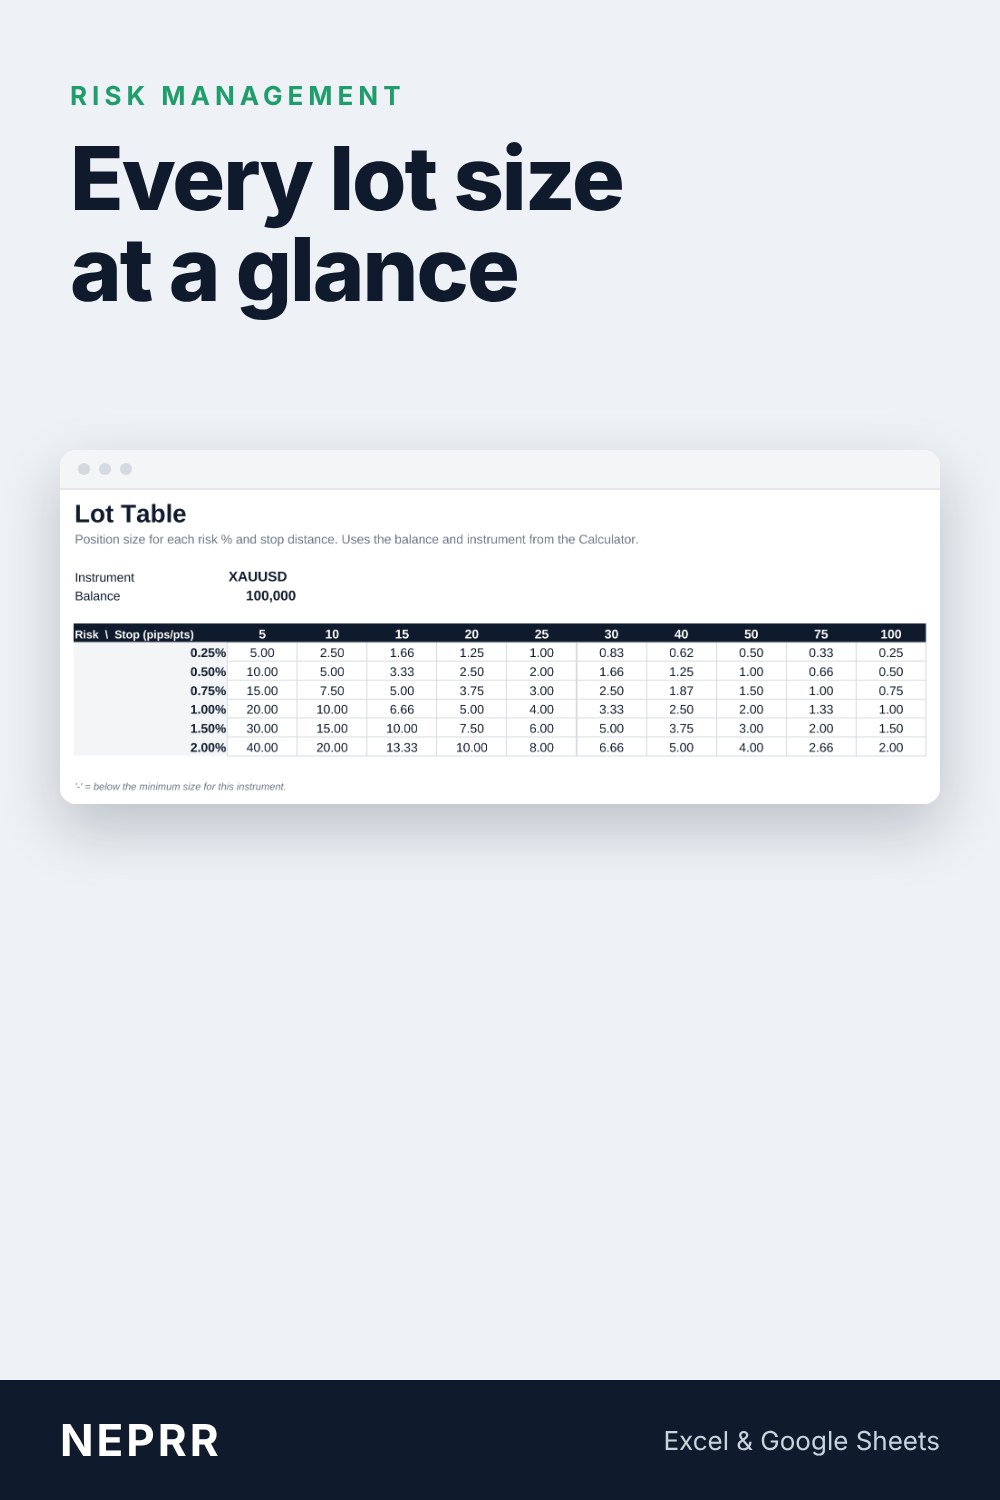 RISK MANAGEMENT
Every lot size
at a glance
Lot Table
Position size for each risk % and stop distance. Uses the balance and instrument from the Calculator.
Instrument XAUUSD
Balance 100,000
Risk \ Stop (pips/pts) 5 10 15 20 25 30 40 50 75 100
0.25% 5.00 2.50 1.66 1.25 1.00 0.83 0.62 0.50 0.33 0.25
0.50% 10.00 5.00 3.33 2.50 2.00 1.66 1.25 1.00 0.66 0.50
0.75% 15.00 7.50 5.00 3.75 3.00 2.50 1.87 1.50 1.00 0.75
1.00% 20.00 10.00 6.66 5.00 4.00 3.33 2.50 2.00 1.33 1.00
1.50% 30.00 15.00 10.00 7.50 6.00 5.00 3.75 3.00 2.00 1.50
2.00% 40.00 20.00 13.33 10.00 8.00 6.66 5.00 4.00 2.66 2.00
'-' = below the minimum size for this instrument.
NEPRR
Excel & Google Sheets